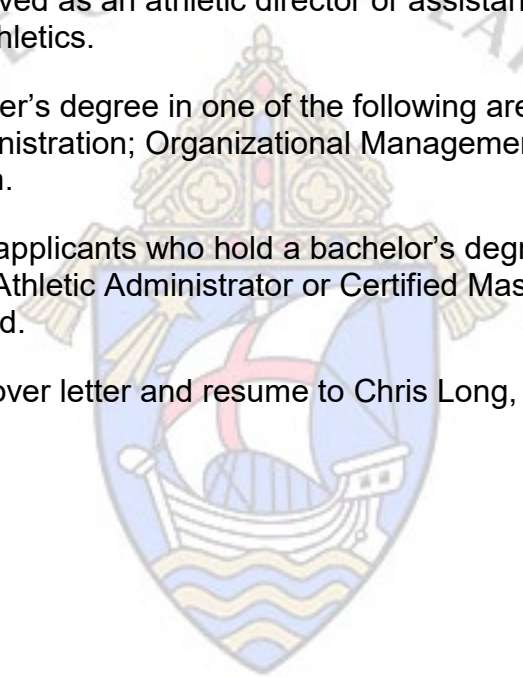 ved as an athletic director or assistan
hletics.
er’s degree in one of the following are
nistration; Organizational Managemen
n.
applicants who hold a bachelor’s degr
Athletic Administrator or Certified Mas
d.
over letter and resume to Chris Long,